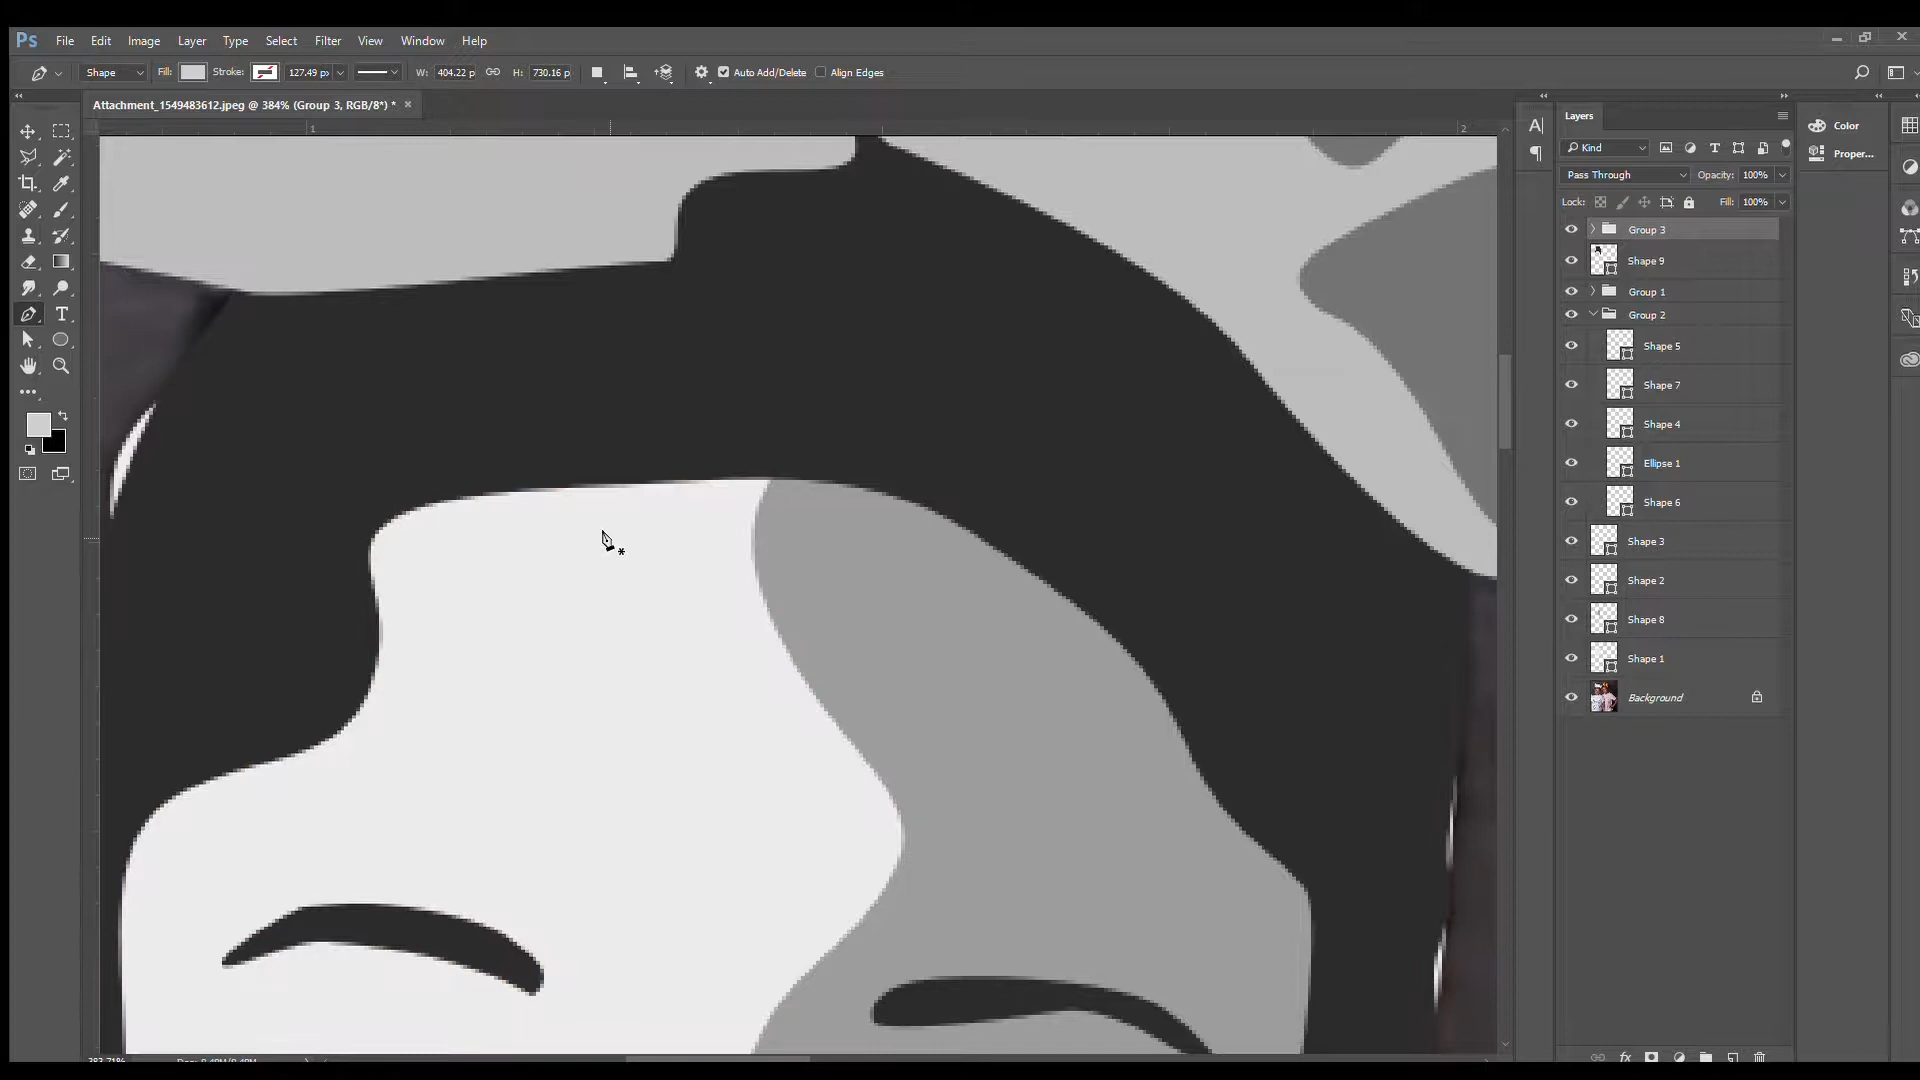 Ps File Edit Image Layer Type Select Filter View Window Help
Shape Fill: Stroke: 127.49 px W: 404.22 p H: 730.16 p Auto Add/Delete Align Edges
Attachment_1549483612.jpeg @ 384% (Group 3, RGB/8*) * ×
1 2
Layers
Color
Proper...
Kind
Pass Through Opacity: 100%
Lock: Fill: 100%
Group 3
Shape 9
Group 1
Group 2
Shape 5
Shape 7
Shape 4
Ellipse 1
Shape 6
Shape 3
Shape 2
Shape 8
Shape 1
Background
fx